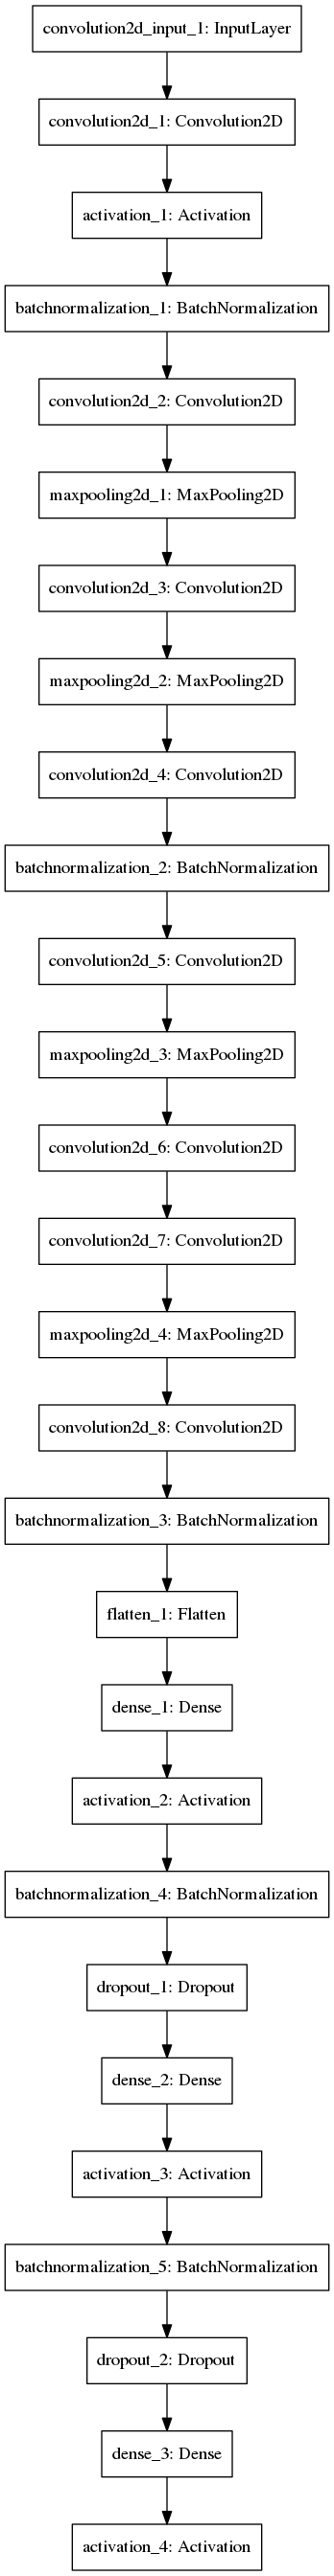 convolution2d_input_1: InputLayer
convolution2d_1: Convolution2D
activation_1: Activation
batchnormalization_1: BatchNormalization
convolution2d_2: Convolution2D
maxpooling2d_1: MaxPooling2D
convolution2d_3: Convolution2D
maxpooling2d_2: MaxPooling2D
convolution2d_4: Convolution2D
batchnormalization_2: BatchNormalization
convolution2d_5: Convolution2D
maxpooling2d_3: MaxPooling2D
convolution2d_6: Convolution2D
convolution2d_7: Convolution2D
maxpooling2d_4: MaxPooling2D
convolution2d_8: Convolution2D
batchnormalization_3: BatchNormalization
flatten_1: Flatten
dense_1: Dense
activation_2: Activation
batchnormalization_4: BatchNormalization
dropout_1: Dropout
dense_2: Dense
activation_3: Activation
batchnormalization_5: BatchNormalization
dropout_2: Dropout
dense_3: Dense
activation_4: Activation